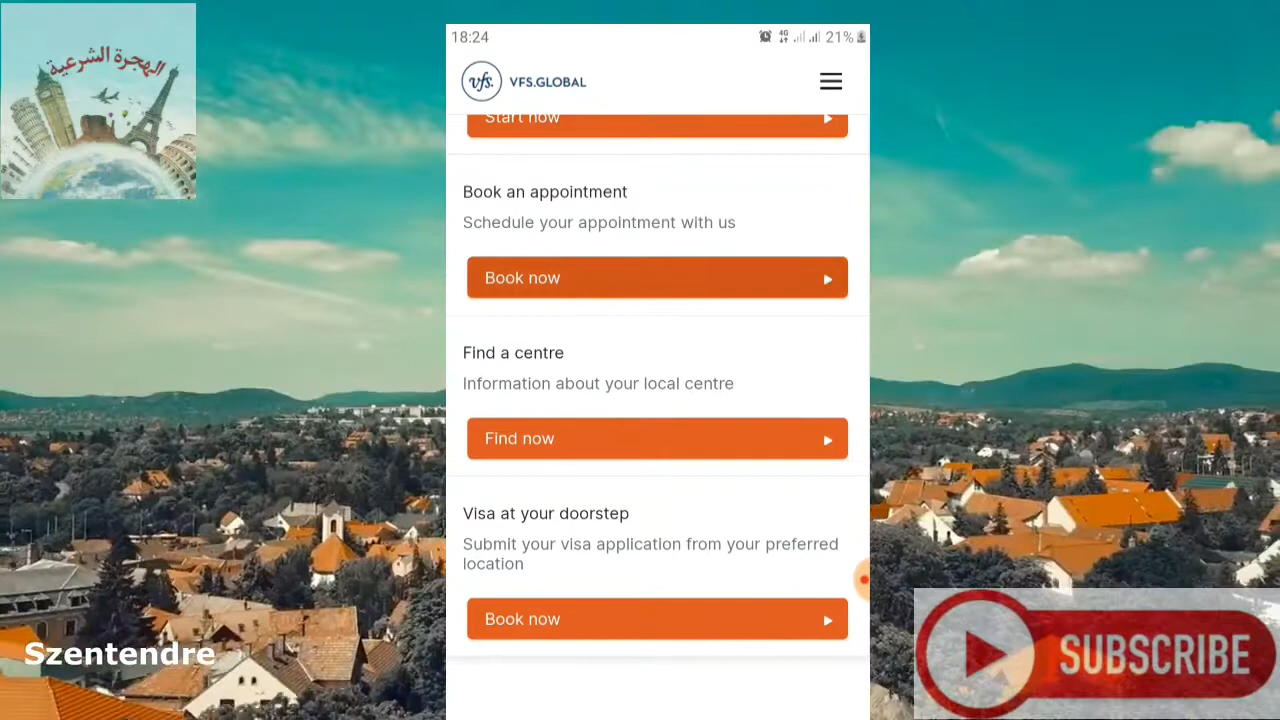 الهجرة الشرعية
18:24
4G
21%
vfs.
VFS.GLOBAL
Start now
Book an appointment
Schedule your appointment with us
Book now
Find a centre
Information about your local centre
Find now
Visa at your doorstep
Submit your visa application from your preferred
location
Book now
Szentendre
SUBSCRIBE